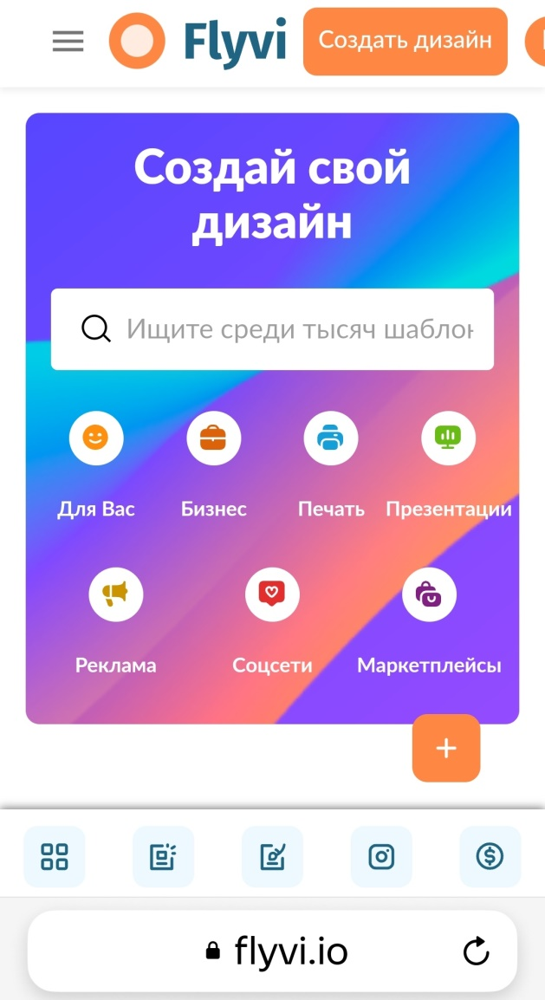 Flyvi
Создать дизайн
Создай свой
дизайн
Ищите среди тысяч
Для Вас
Бизнес
Печать
Презентации
Реклама
Соцсети
Маркетплейсы
flyvi.io